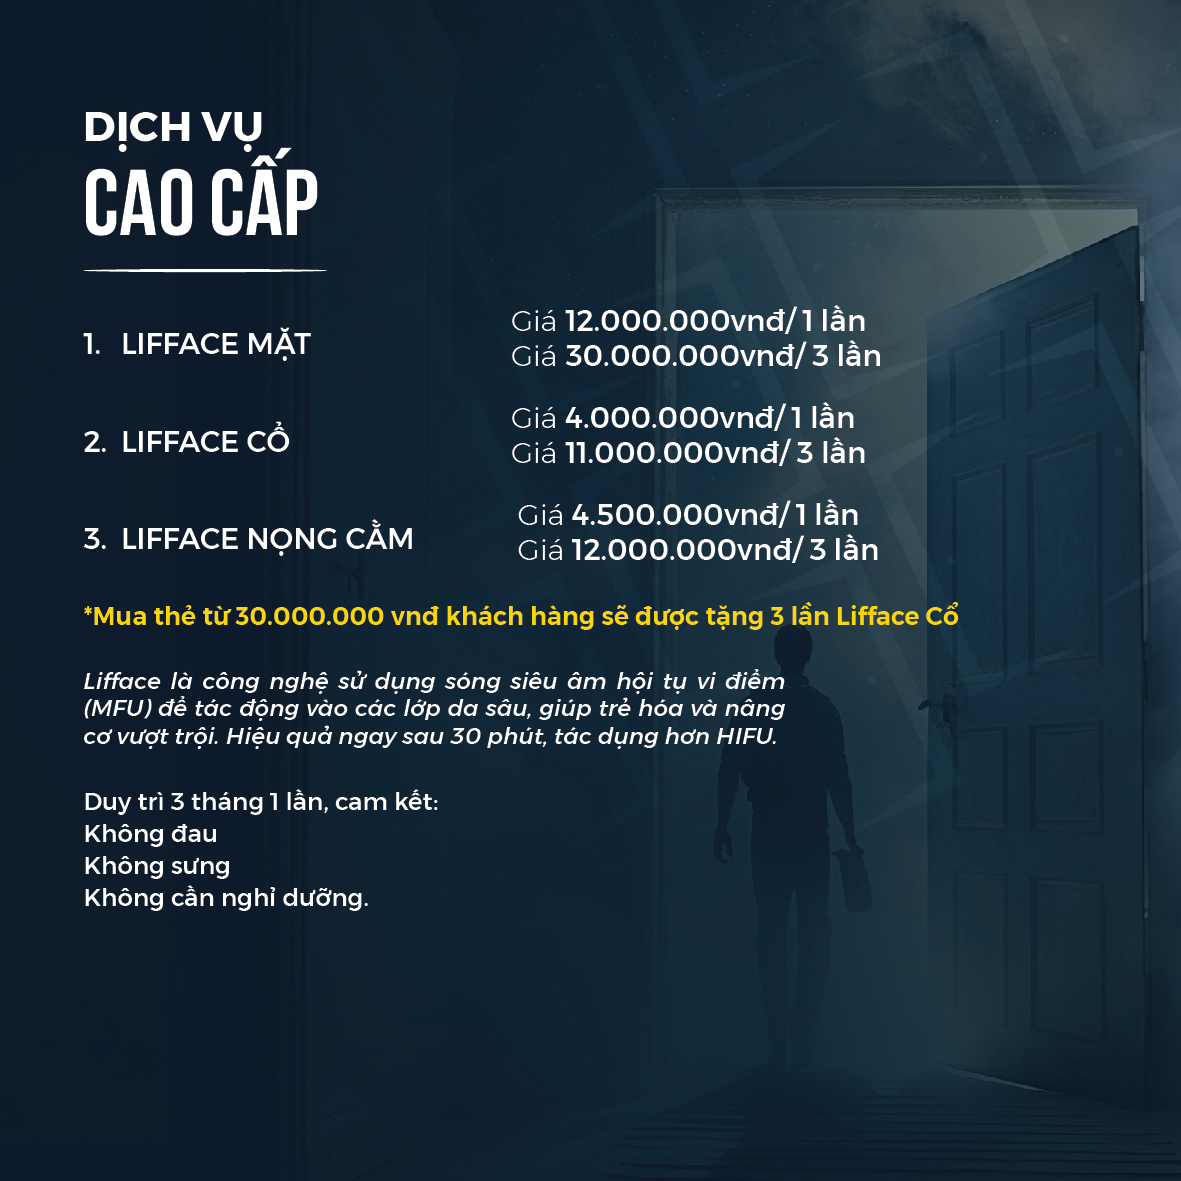 DỊCH VỤ
CAO CẤP
1. LIFFACE MẶT
Giá 12.000.000vnđ/ 1 lần
Giá 30.000.000vnđ/ 3 lần
2. LIFFACE CỔ
Giá 4.000.000vnđ/ 1 lần
Giá 11.000.000vnđ/ 3 lần
3. LIFFACE NỌNG CẰM
Giá 4.500.000vnđ/ 1 lần
Giá 12.000.000vnđ/ 3 lần
*Mua thẻ từ 30.000.000 vnđ khách hàng sẽ được tặng 3 lần Lifface Cổ
Lifface là công nghệ sử dụng sóng siêu âm hội tụ vi điểm
(MFU) để tác động vào các lớp da sâu, giúp trẻ hóa và nâng
cơ vượt trội. Hiệu quả ngay sau 30 phút, tác dụng hơn HIFU.
Duy trì 3 tháng 1 lần, cam kết:
Không đau
Không sưng
Không cần nghỉ dưỡng.